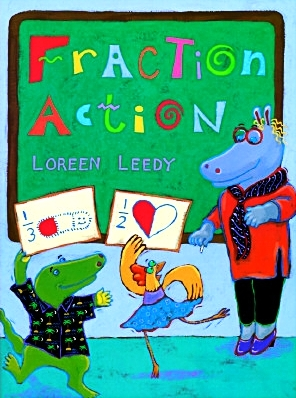 Fraction
Action
LOREEN LEEDY
1/3
1/2